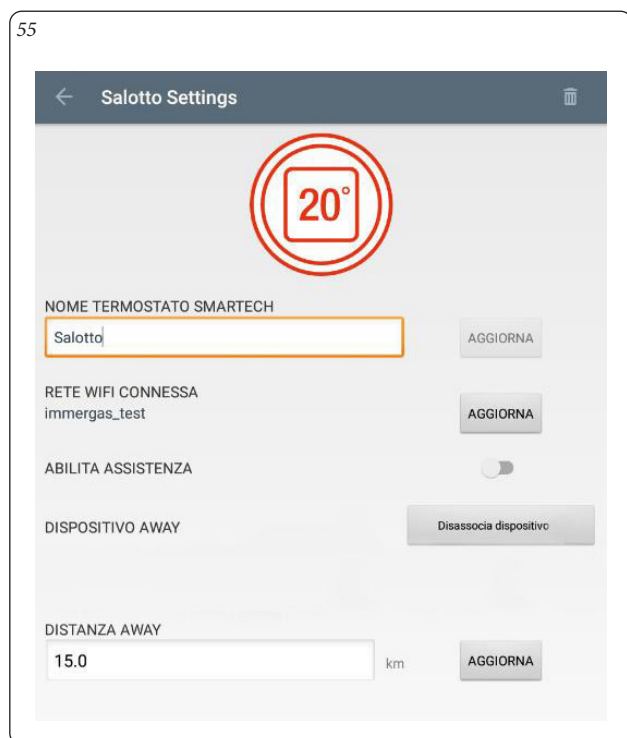 55
Salotto Settings
20°
NOME TERMOSTATO SMARTECH
Salotto
AGGIORNA
RETE WIFI CONNESSA
immergas_test
AGGIORNA
ABILITA ASSISTENZA
DISPOSITIVO AWAY
Disassocia dispositivo
DISTANZA AWAY
15.0
km
AGGIORNA